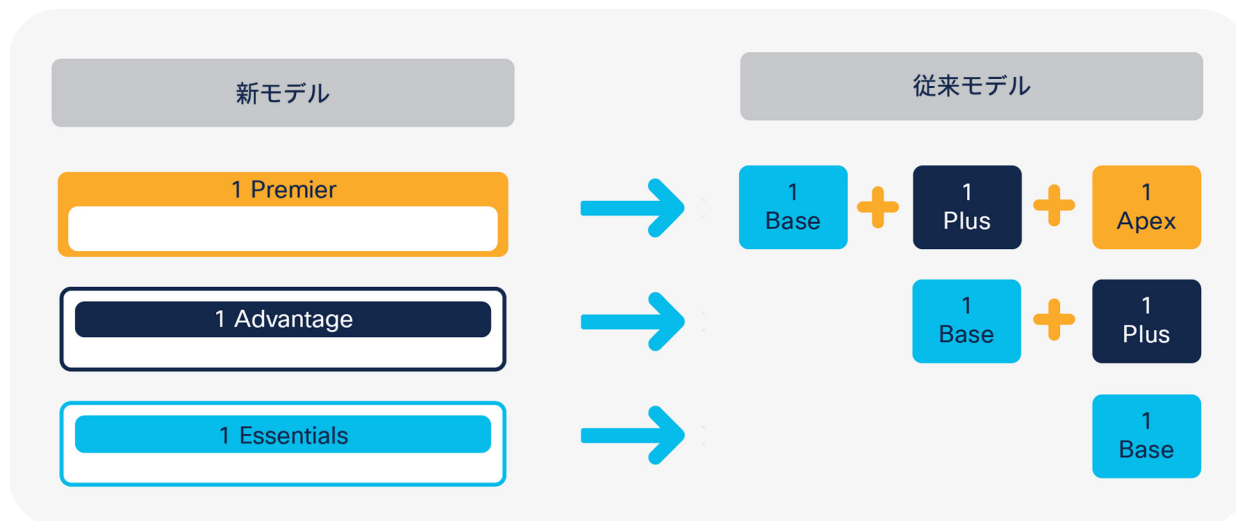 新モデル
従来モデル
1 Premier
1
Base
1
Plus
1
Apex
1 Advantage
1
Base
1
Plus
1 Essentials
1
Base